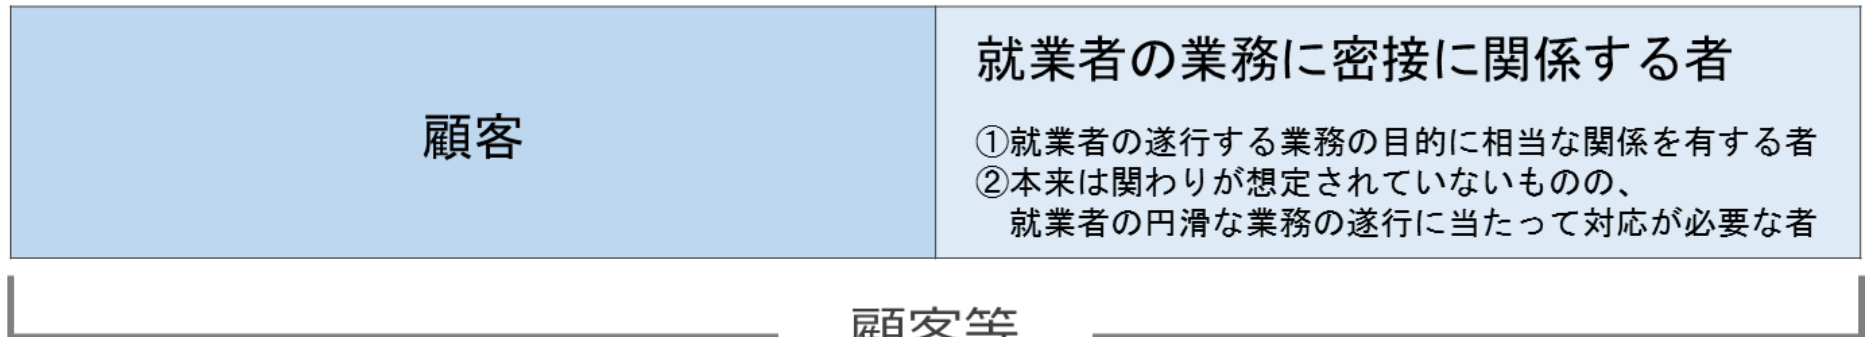 顧客
就業者の業務に密接に関係する者
①就業者の遂行する業務の目的に相当な関係を有する者
②本来は関わりが想定されていないものの、
就業者の円滑な業務の遂行に当たって対応が必要な者
顧客等